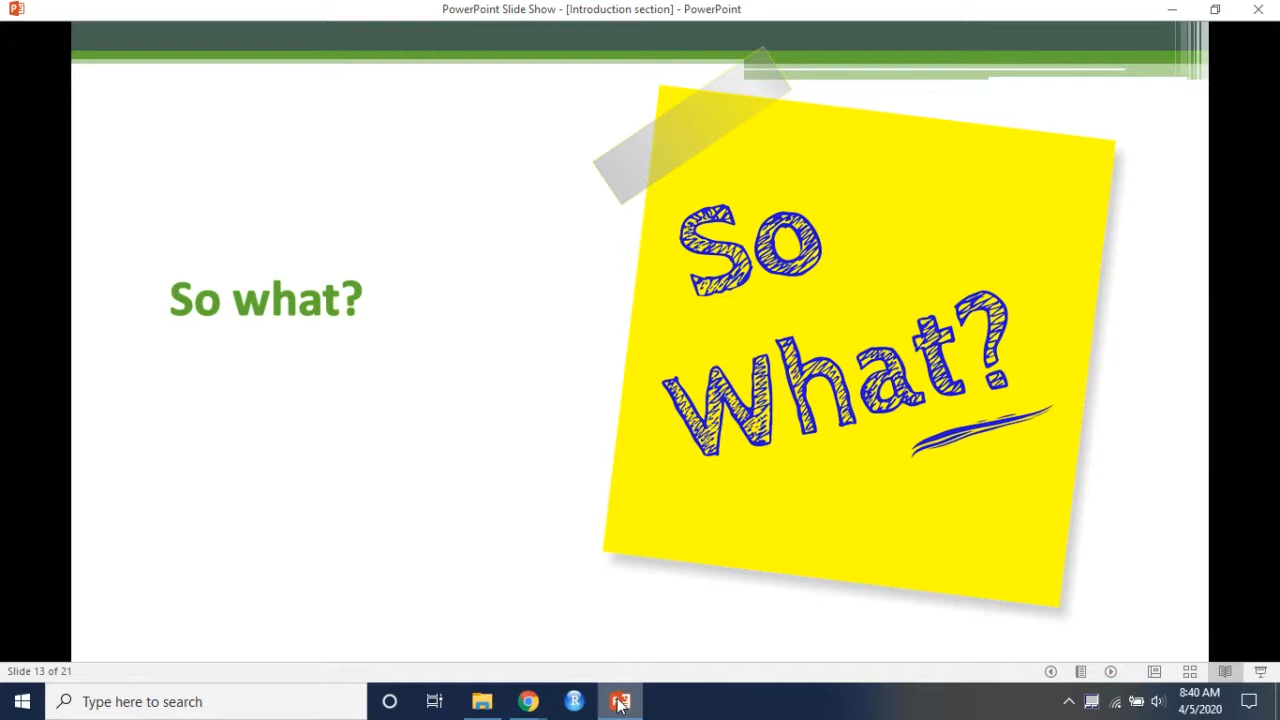 PowerPoint Slide Show - [Introduction section] - PowerPoint
So what?
So
What?
Slide 13 of 21
Type here to search
R
8:40 AM
4/5/2020